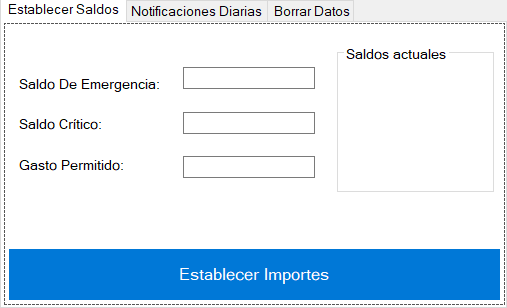 Establecer Saldos Notificaciones Diarias Borrar Datos
Saldos actuales
Saldo De Emergencia:
Saldo Crítico:
Gasto Permitido:
Establecer Importes